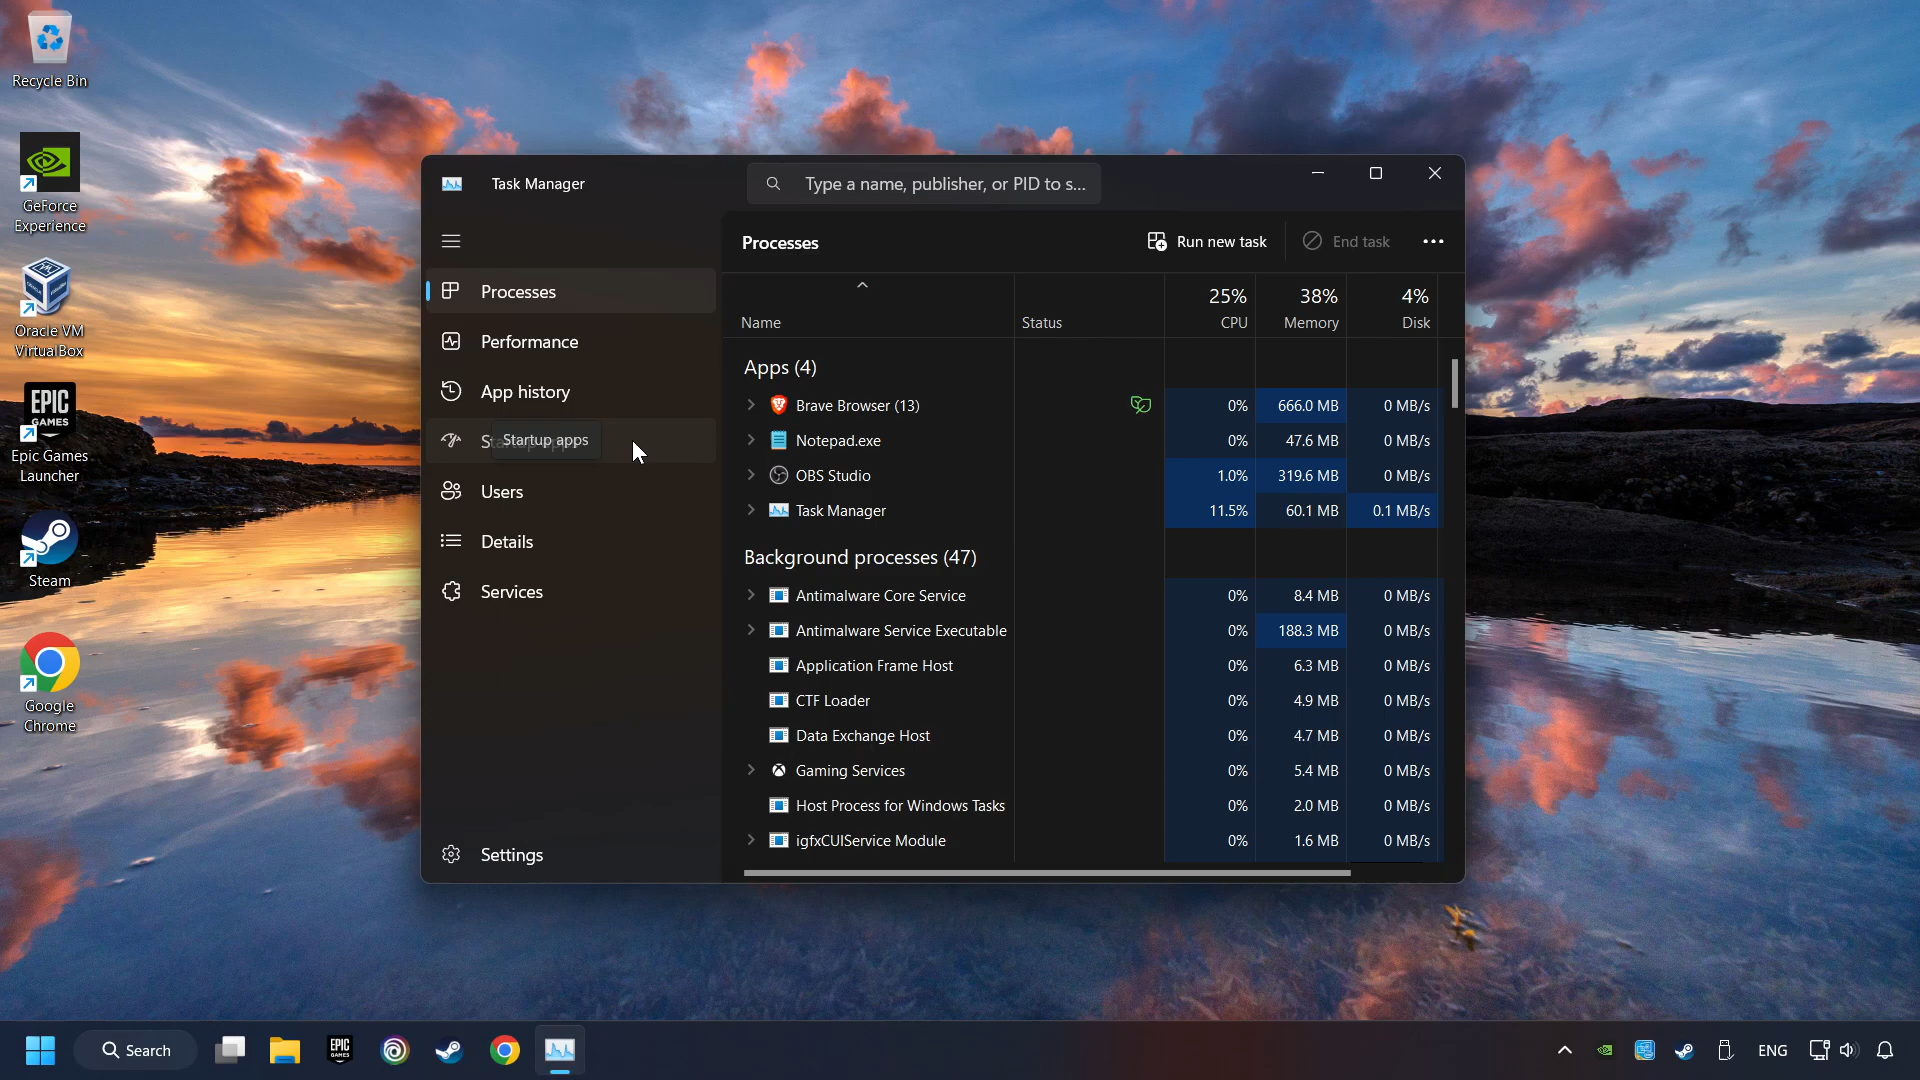 Recycle Bin
GeForce
Experience
Oracle VM
VirtualBox
EPIC
GAMES
Epic Games
Launcher
Steam
Google
Chrome
Task Manager
Type a name, publisher, or PID to s...
Processes
Performance
App history
Startup apps
Users
Details
Services
Settings
Processes
Run new task
End task
Name Status 25% CPU 38% Memory 4% Disk
Apps (4)
Brave Browser (13) 0% 666.0 MB 0 MB/s
Notepad.exe 0% 47.6 MB 0 MB/s
OBS Studio 1.0% 319.6 MB 0 MB/s
Task Manager 11.5% 60.1 MB 0.1 MB/s
Background processes (47)
Antimalware Core Service 0% 8.4 MB 0 MB/s
Antimalware Service Executable 0% 188.3 MB 0 MB/s
Application Frame Host 0% 6.3 MB 0 MB/s
CTF Loader 0% 4.9 MB 0 MB/s
Data Exchange Host 0% 4.7 MB 0 MB/s
Gaming Services 0% 5.4 MB 0 MB/s
Host Process for Windows Tasks 0% 2.0 MB 0 MB/s
igfxCUIService Module 0% 1.6 MB 0 MB/s
Search
EPIC
GAMES
ENG